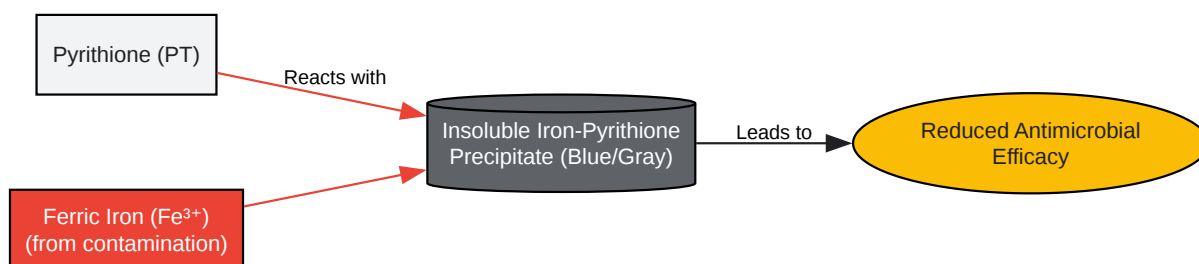 Pyrithione (PT)
Reacts with
Insoluble Iron-Pyrithione
Precipitate (Blue/Gray)
Leads to
Reduced Antimicrobial
Efficacy
Ferric Iron (Fe³⁺)
(from contamination)